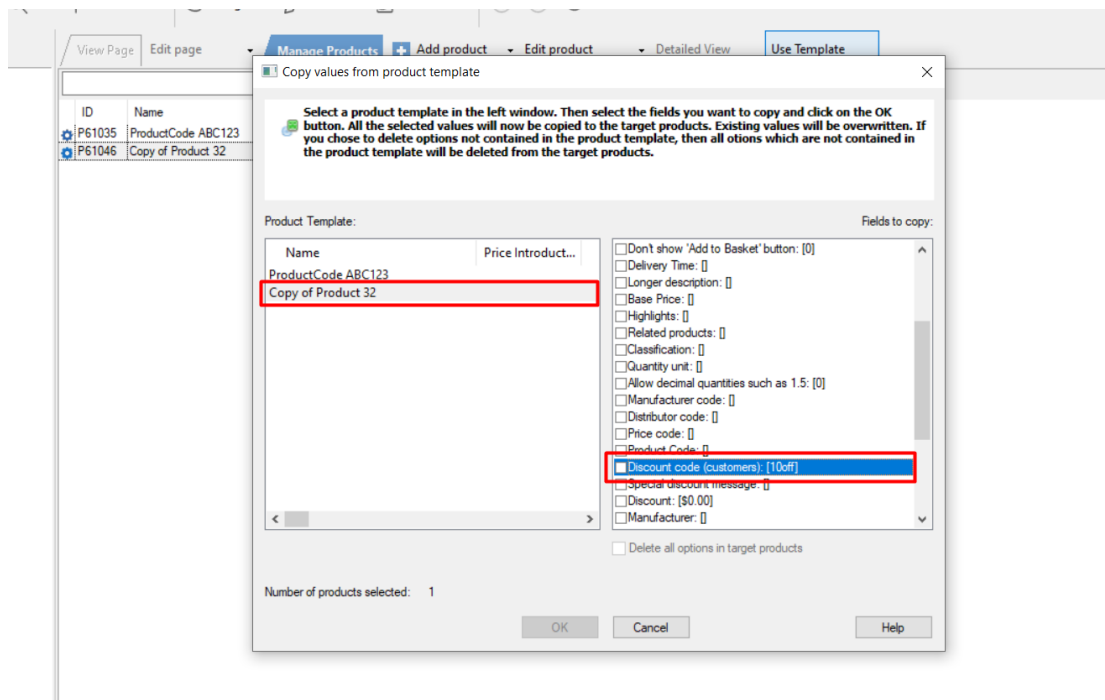 View Page Edit page Manage Products Add product Edit product Detailed View Use Template
Copy values from product template
ID Name
P61035 ProductCode ABC123
P61046 Copy of Product 32
Select a product template in the left window. Then select the fields you want to copy and click on the OK
button. All the selected values will now be copied to the target products. Existing values will be overwritten. If
you chose to delete options not contained in the product template, then all otions which are not contained in
the product template will be deleted from the target products.
Product Template:
Fields to copy:
Name Price Introduct...
ProductCode ABC123
Copy of Product 32
Don't show 'Add to Basket' button: [0]
Delivery Time: []
Longer description: []
Base Price: []
Highlights: []
Related products: []
Classification: []
Quantity unit: []
Allow decimal quantities such as 1.5: [0]
Manufacturer code: []
Distributor code: []
Price code: []
Product Code: []
Discount code (customers): [10off]
Special discount message: []
Discount: [$0.00]
Manufacturer: []
Delete all options in target products
Number of products selected: 1
OK Cancel Help